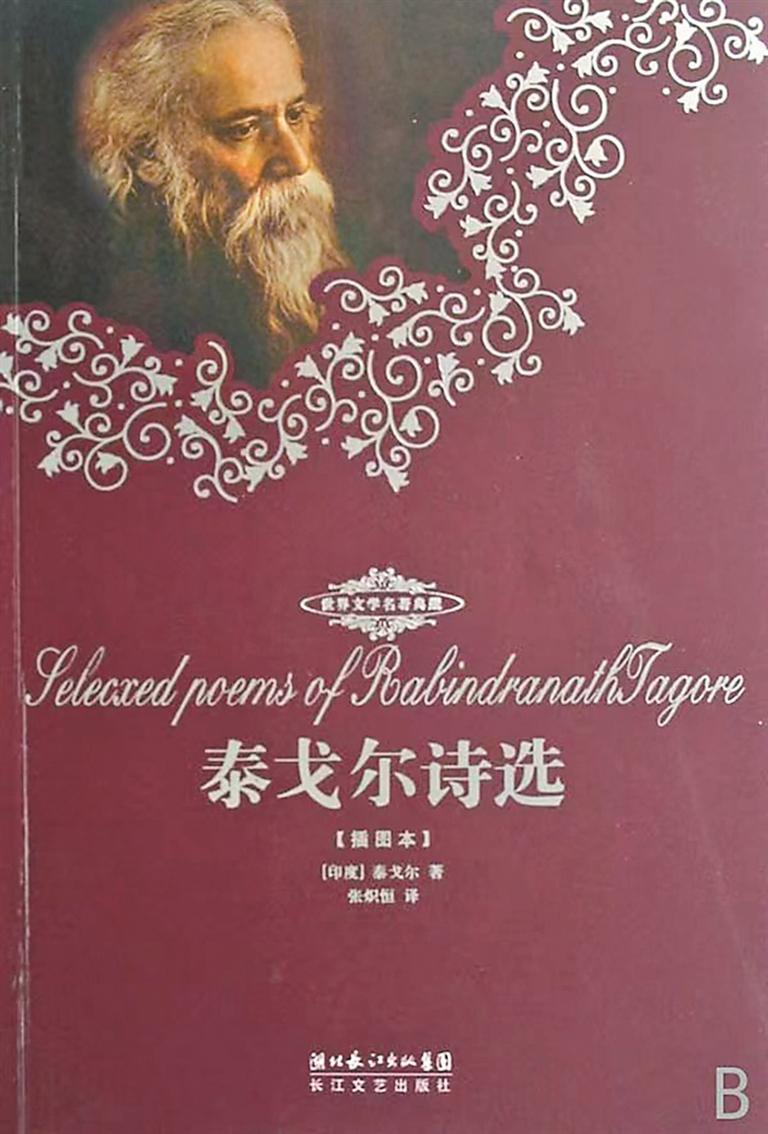 世界文学名著典藏
Selecxed poems of RabindranathTagore
泰戈尔诗选
【插图本】
[印度] 泰戈尔 著
张炽恒 译
湖北长江出版集团
长江文艺出版社
B